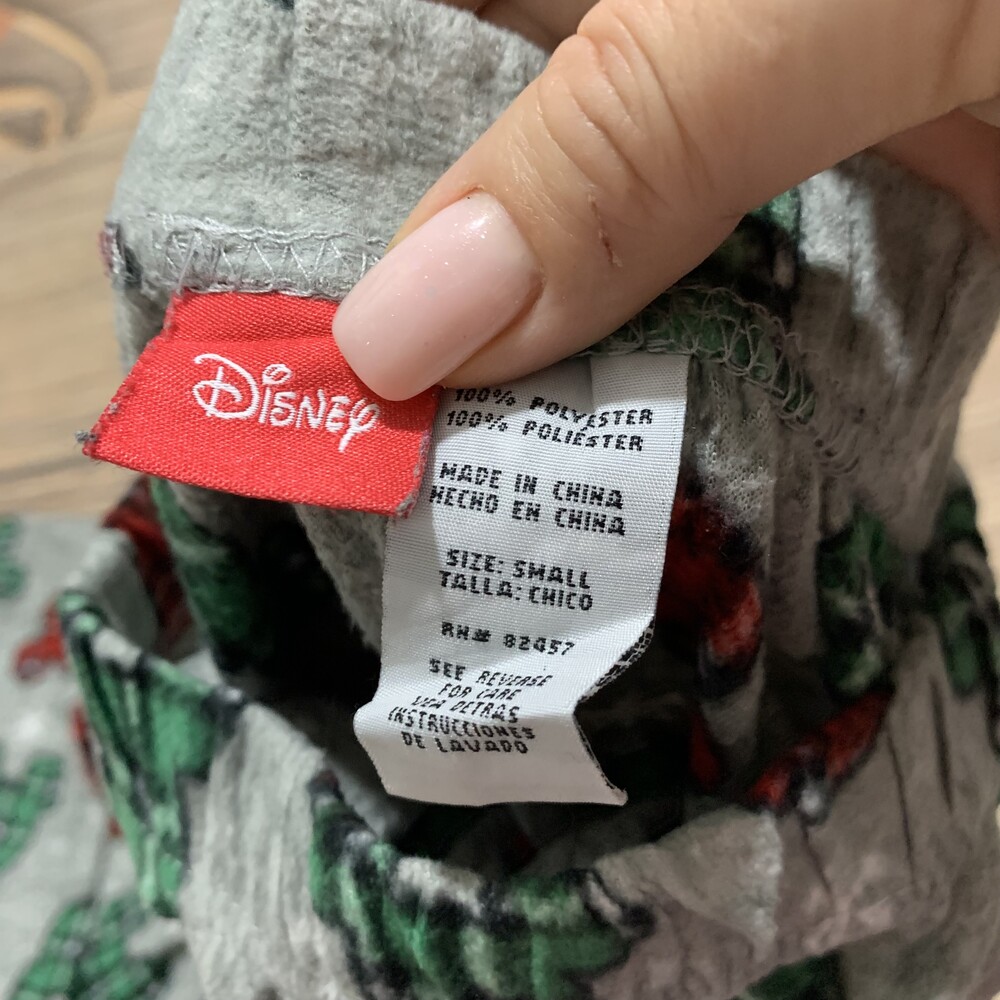 DISNEY
100% POLYESTER
100% POLIÉSTER
MADE IN CHINA
HECHO EN CHINA
SIZE: SMALL
TALLA: CHICO
RN# 82457
SEE REVERSE
FOR CARE
VEA DETRAS
INSTRUCCIONES
DE LAVADO